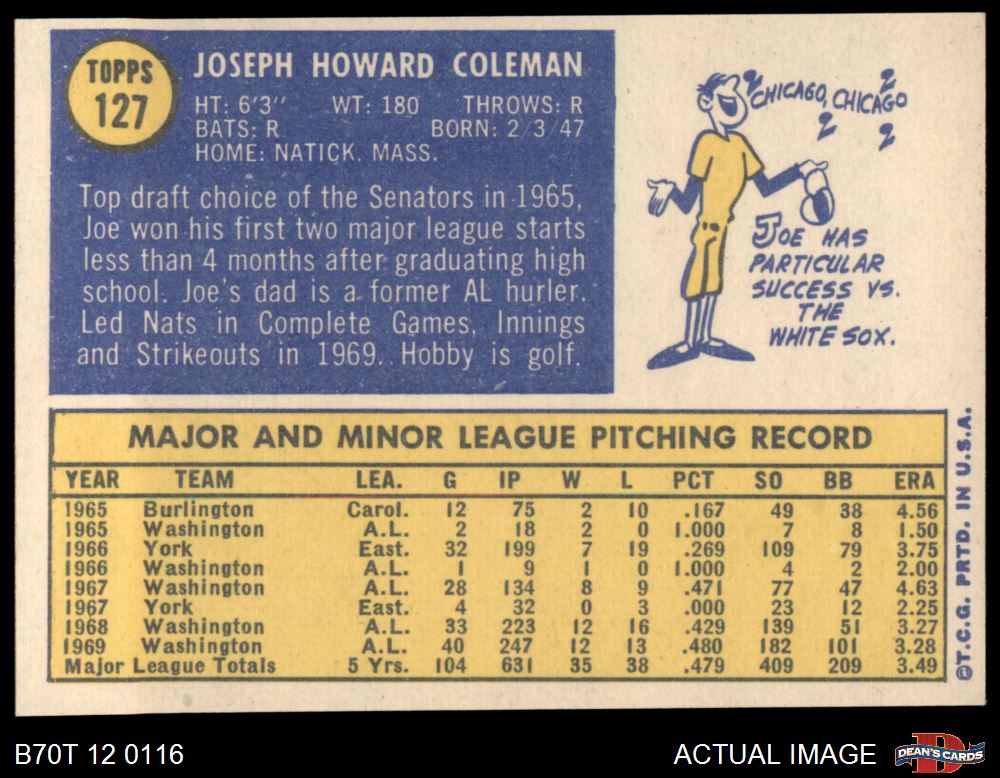 TOPPS
127
JOSEPH HOWARD COLEMAN
HT: 6'3" WT: 180 THROWS: R
BATS: R BORN: 2/3/47
HOME: NATICK. MASS.
Top draft choice of the Senators in 1965,
Joe won his first two major league starts
less than 4 months after graduating high
school. Joe's dad is a former AL hurler.
Led Nats in Complete Games, Innings
and Strikeouts in 1969. Hobby is golf.
CHICAGO, CHICAGO
JOE HAS
PARTICULAR
SUCCESS VS.
THE
WHITE SOX.
MAJOR AND MINOR LEAGUE PITCHING RECORD
YEAR TEAM LEA. G IP W L PCT SO BB ERA
1965 Burlington Carol. 12 75 2 10 .167 49 38 4.56
1965 Washington A.L. 2 18 2 0 1.000 7 8 1.50
1966 York East. 32 199 7 19 .269 109 79 3.75
1966 Washington A.L. 1 9 1 0 1.000 4 2 2.00
1967 Washington A.L. 28 134 8 9 .471 77 47 4.63
1967 York East. 4 32 0 3 .000 23 12 2.25
1968 Washington A.L. 33 223 12 16 .429 139 51 3.27
1969 Washington A.L. 40 247 12 13 .480 182 101 3.28
Major League Totals 5 Yrs. 104 631 35 38 .479 409 209 3.49
©T.C.G. PRTD. IN U.S.A.
B70T 12 0116
ACTUAL IMAGE
DEAN'S CARDS